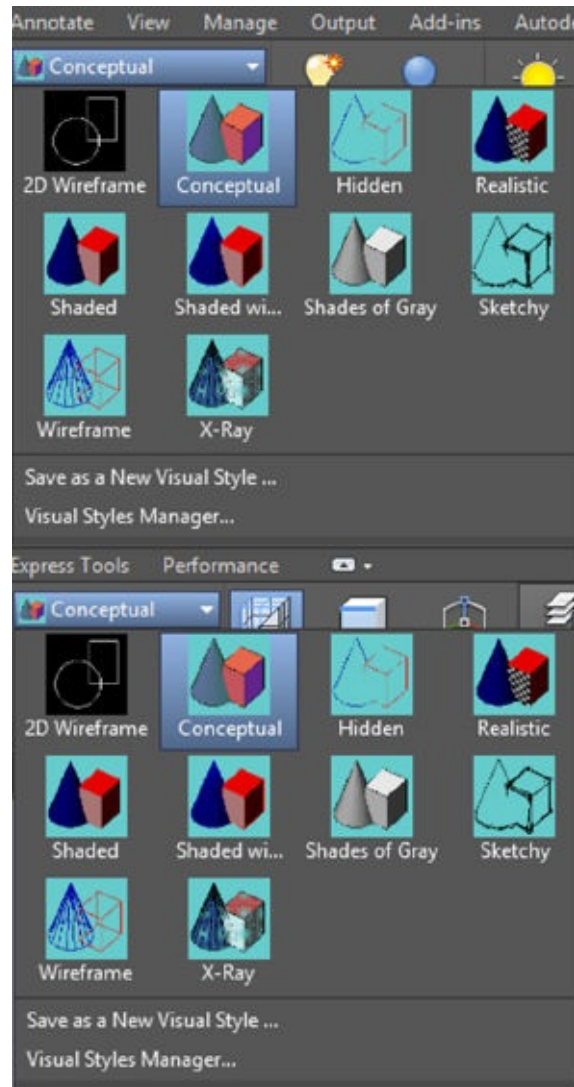 Annotate View Manage Output Add-ins Autode
Conceptual
2D Wireframe Conceptual Hidden Realistic
Shaded Shaded wi... Shades of Gray Sketchy
Wireframe X-Ray
Save as a New Visual Style ...
Visual Styles Manager...
Express Tools Performance
Conceptual
2D Wireframe Conceptual Hidden Realistic
Shaded Shaded wi... Shades of Gray Sketchy
Wireframe X-Ray
Save as a New Visual Style ...
Visual Styles Manager...